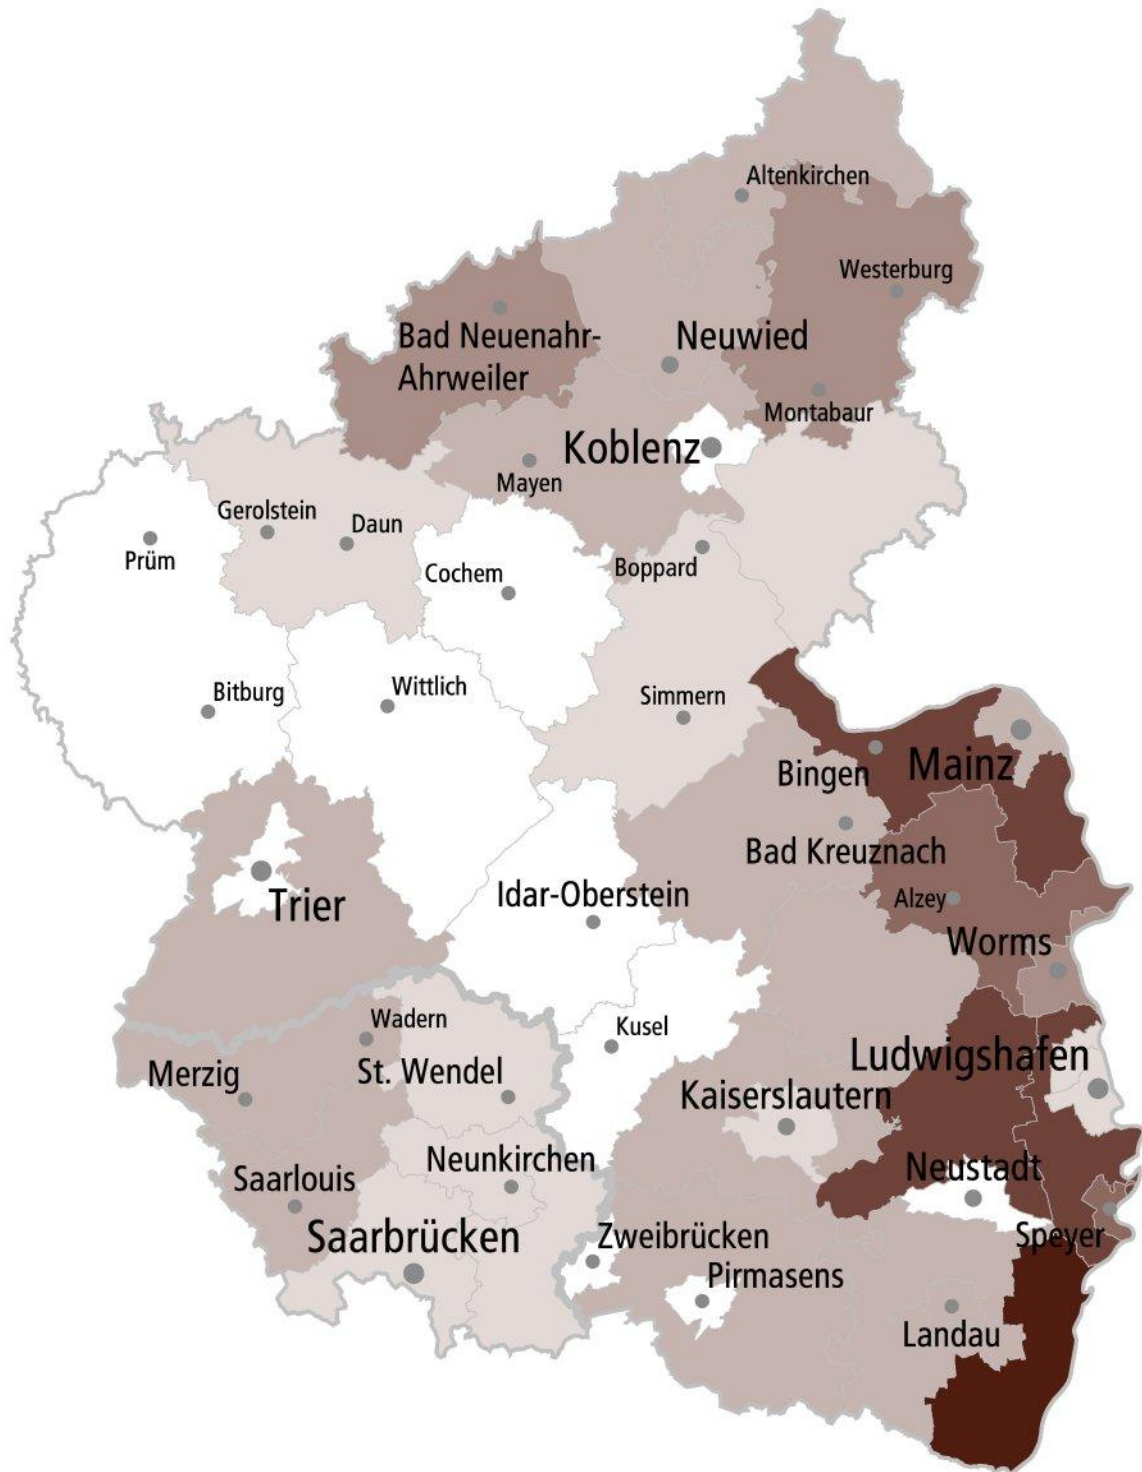 Altenkirchen
Westerburg
Bad Neuenahr-
Ahrweiler
Neuwied
Montabaur
Koblenz
Mayen
Gerolstein
Daun
Prüm
Cochem
Boppard
Bitburg
Wittlich
Simmern
Bingen
Mainz
Bad Kreuznach
Idar-Oberstein
Alzey
Trier
Worms
Wadern
Kusel
Merzig
St. Wendel
Ludwigshafen
Kaiserslautern
Neunkirchen
Neustadt
Saarlouis
Saarbrücken
Zweibrücken
Speyer
Pirmasens
Landau